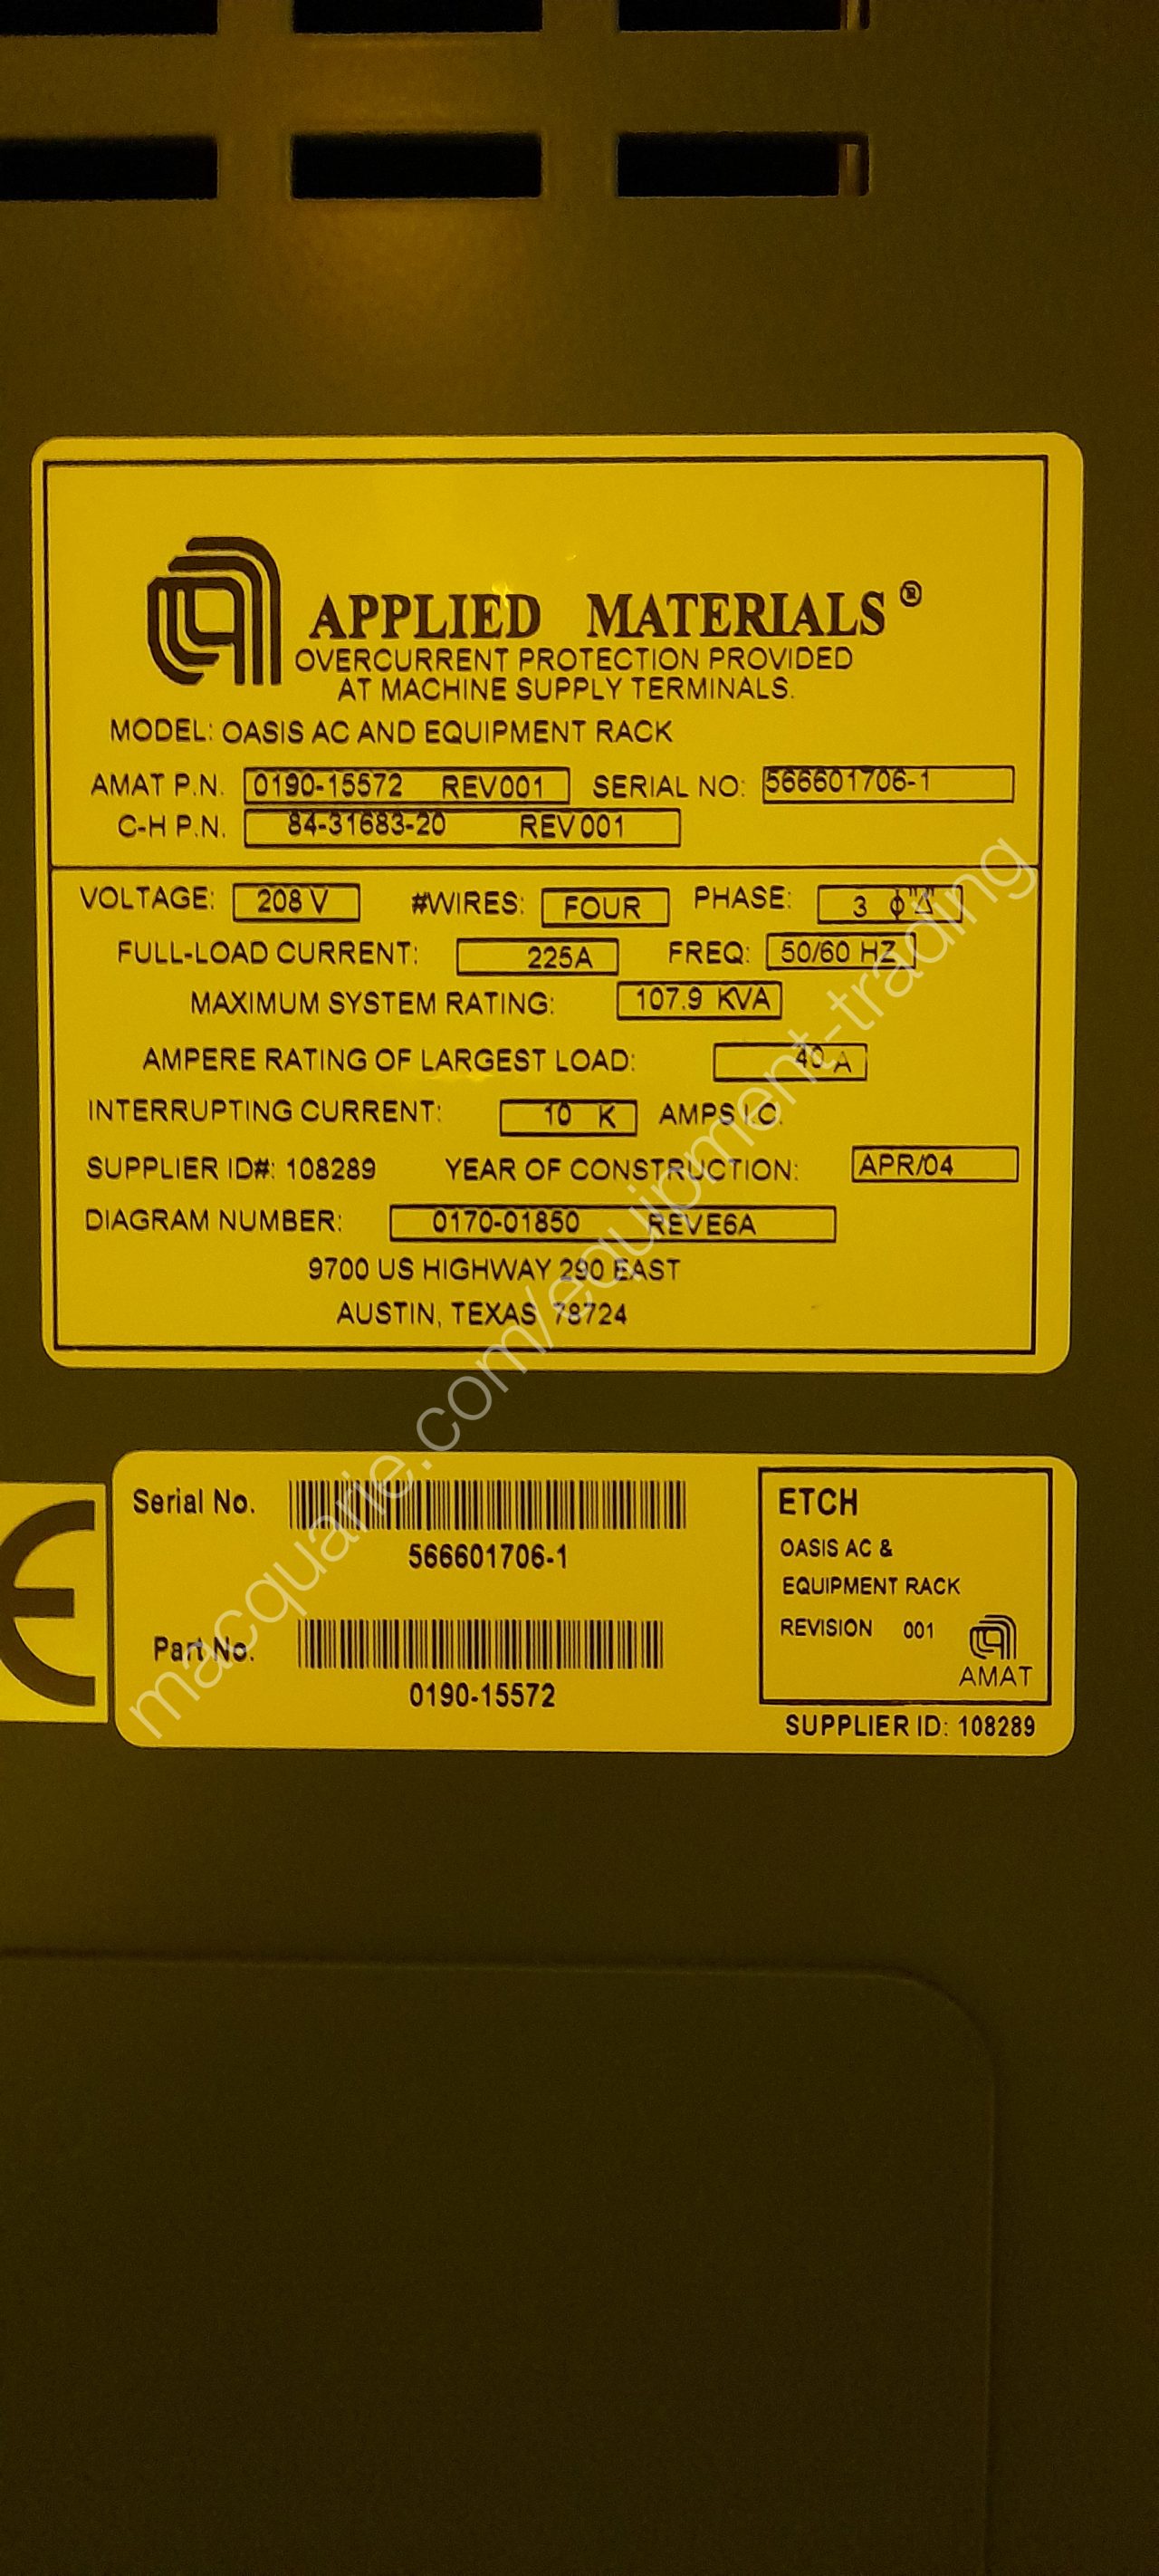 APPLIED MATERIALS®
OVERCURRENT PROTECTION PROVIDED
AT MACHINE SUPPLY TERMINALS.
MODEL: OASIS AC AND EQUIPMENT RACK
AMAT P.N. 0190-15572 REV001 SERIAL NO: 566601706-1
C-H P.N. 84-31683-20 REV001
VOLTAGE: 208 V #WIRES: FOUR PHASE: 3 ϕ "Δ"
FULL-LOAD CURRENT: 225A FREQ: 50/60 HZ
MAXIMUM SYSTEM RATING: 107.9 KVA
AMPERE RATING OF LARGEST LOAD: 40 A
INTERRUPTING CURRENT: 10 K AMPS I.C.
SUPPLIER ID#: 108289 YEAR OF CONSTRUCTION: APR/04
DIAGRAM NUMBER: 0170-01850 REVE6A
9700 US HIGHWAY 290 EAST
AUSTIN, TEXAS 78724
Serial No.
566601706-1
Part No.
0190-15572
ETCH
OASIS AC &
EQUIPMENT RACK
REVISION 001
AMAT
SUPPLIER ID: 108289
macquarie.com/equipment-trading